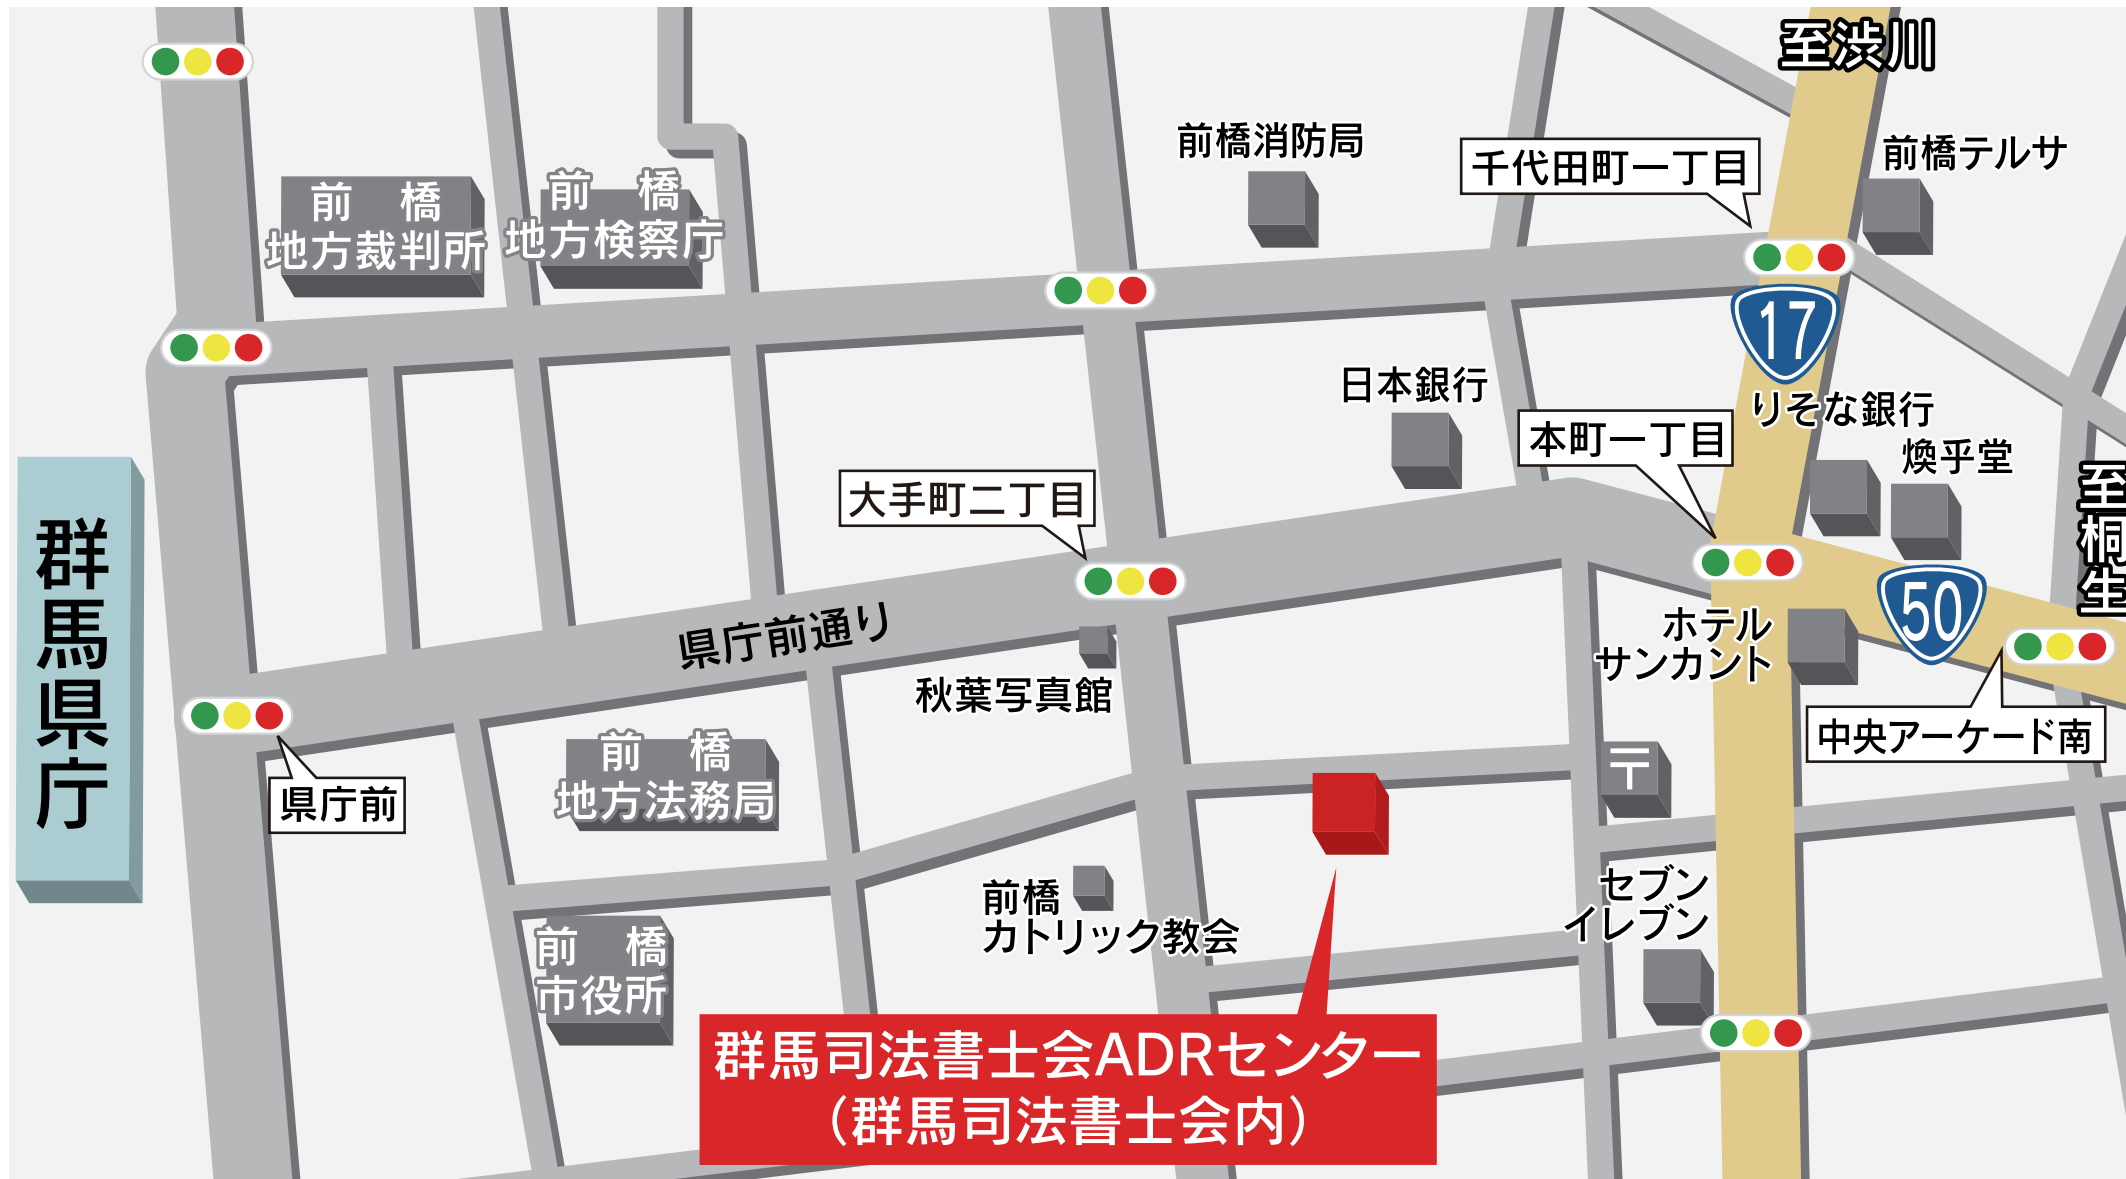 至渋川
前橋消防局
千代田町一丁目
前橋テルサ
前　橋
地方裁判所
前　橋
地方検察庁
17
日本銀行
本町一丁目
りそな銀行
煥乎堂
大手町二丁目
至桐生
群馬県庁
県庁前通り
50
ホテル
サンカント
秋葉写真館
中央アーケード南
県庁前
前　橋
地方法務局
〒
前橋
カトリック教会
セブン
イレブン
前　橋
市役所
群馬司法書士会ADRセンター
（群馬司法書士会内）